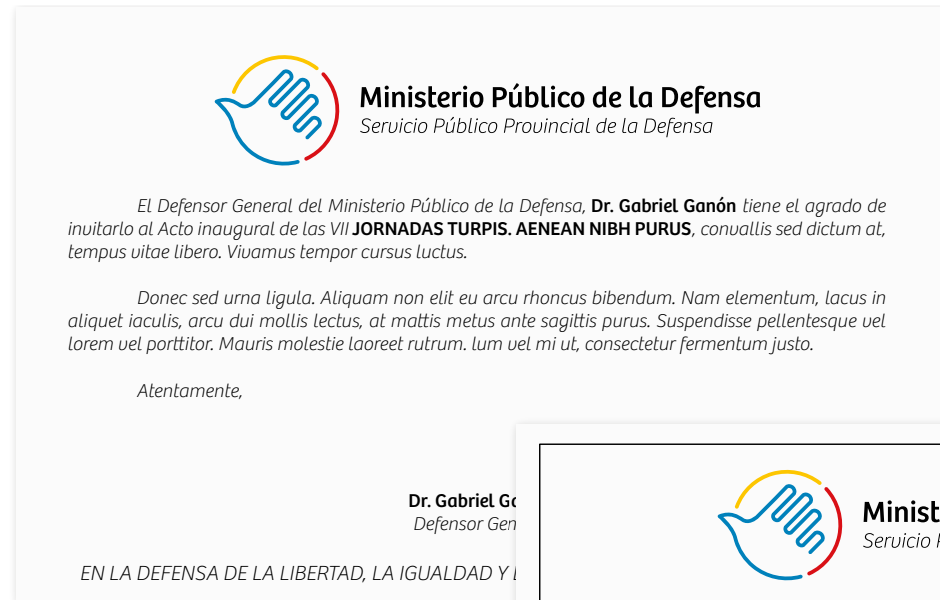 Ministerio Público de la Defensa
Servicio Público Provincial de la Defensa
El Defensor General del Ministerio Público de la Defensa, Dr. Gabriel Ganón tiene el agrado de
invitarlo al Acto inaugural de las VII JORNADAS TURPIS. AENEAN NIBH PURUS, convallis sed dictum at,
tempus vitae libero. Vivamus tempor cursus luctus.
Donec sed urna ligula. Aliquam non elit eu arcu rhoncus bibendum. Nam elementum, lacus in
aliquet iaculis, arcu dui mollis lectus, at mattis metus ante sagittis purus. Suspendisse pellentesque vel
lorem vel porttitor. Mauris molestie laoreet rutrum. lum vel mi ut, consectetur fermentum justo.
Atentamente,
Dr. Gabriel
Defensor
EN LA DEFENSA DE LA LIBERTAD, LA IGUALDAD Y
Servicio